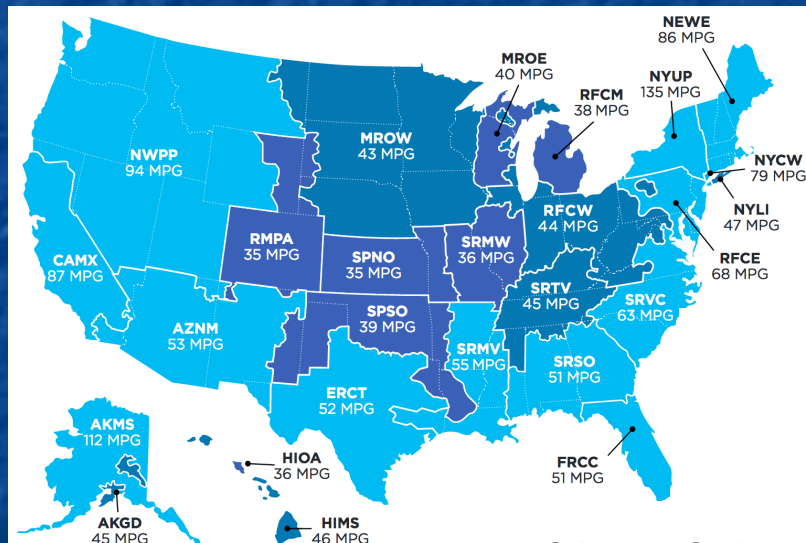 NEWE
86 MPG
MROE
40 MPG
NYUP
135 MPG
RFCM
38 MPG
MROW
43 MPG
NWPP
94 MPG
NYCW
79 MPG
NYLI
47 MPG
RFCW
44 MPG
RMPA
35 MPG
SRMW
36 MPG
SPNO
35 MPG
RFCE
68 MPG
CAMX
87 MPG
SRTV
45 MPG
SRVC
63 MPG
SPSO
39 MPG
AZNM
53 MPG
SRMV
55 MPG
SRSO
51 MPG
ERCT
52 MPG
AKMS
112 MPG
HIOA
36 MPG
FRCC
51 MPG
AKGD
45 MPG
HIMS
46 MPG